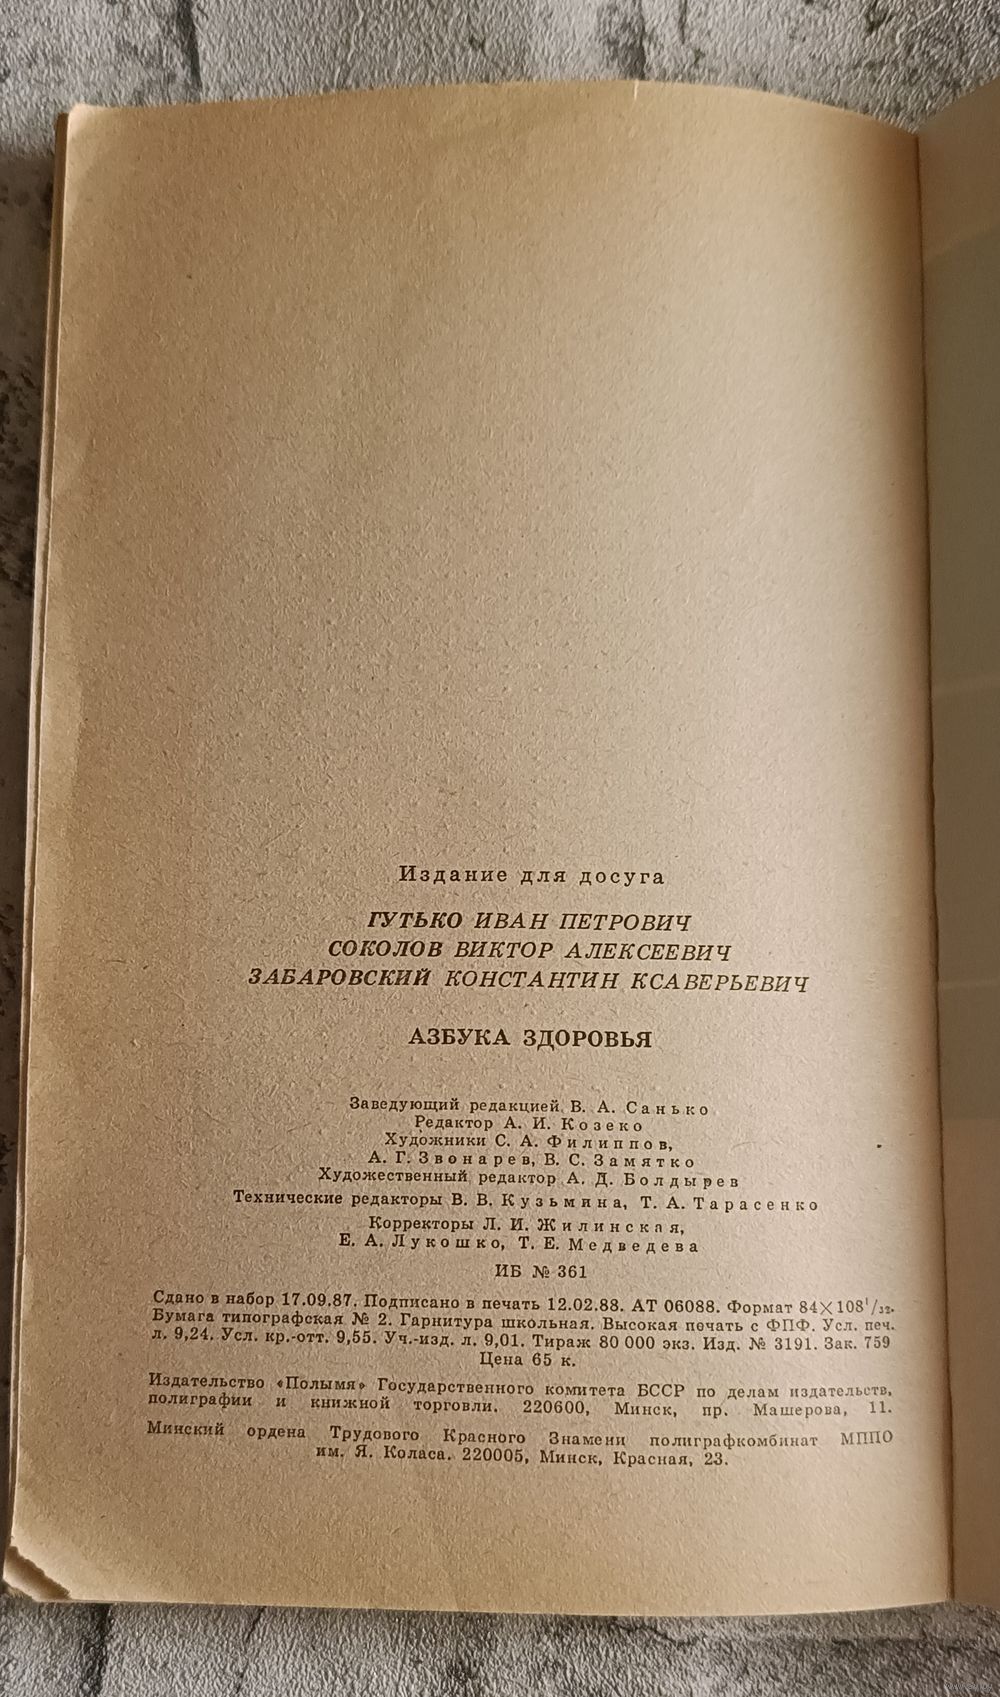 Издание для досуга
ГУТЬКО ИВАН ПЕТРОВИЧ
СОКОЛОВ ВИКТОР АЛЕКСЕЕВИЧ
ЗАБАРОВСКИЙ КОНСТАНТИН КСАВЕРЬЕВИЧ
АЗБУКА ЗДОРОВЬЯ
Заведующий редакцией В. А. Санько
Редактор А. И. Козеко
Художники С. А. Филиппов,
А. Г. Звонарев, В. С. Замятко
Художественный редактор А. Д. Болдырев
Технические редакторы В. В. Кузьмина, Т. А. Тарасенко
Корректоры Л. И. Жилинская,
Е. А. Лукошко, Т. Е. Медведева
ИБ № 361
Сдано в набор 17.09.87. Подписано в печать 12.02.88. АТ 06088. Формат 84×108¹/₃₂.
Бумага типографская № 2. Гарнитура школьная. Высокая печать с ФПФ. Усл. печ.
л. 9,24. Усл. кр.-отт. 9,55. Уч.-изд. л. 9,01. Тираж 80 000 экз. Изд. № 3191. Зак. 759
Цена 65 к.
Издательство «Полымя» Государственного комитета БССР по делам издательств,
полиграфии и книжной торговли. 220600, Минск, пр. Машерова, 11.
Минский ордена Трудового Красного Знамени полиграфкомбинат МППО
им. Я. Коласа. 220005, Минск, Красная, 23.